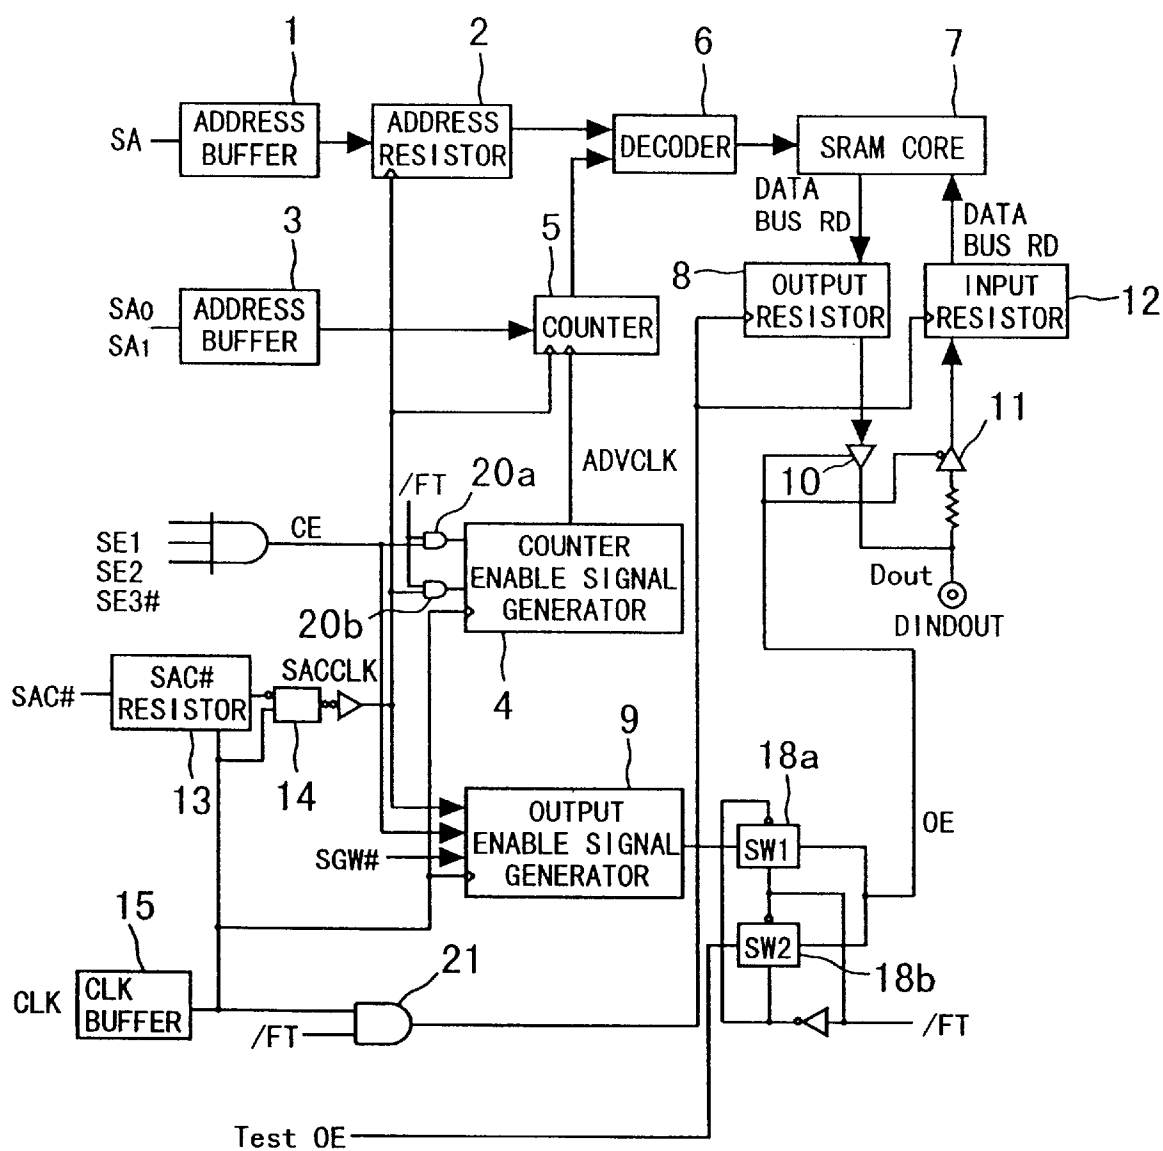 1
2
6
7
SA
ADDRESS
BUFFER
ADDRESS
RESISTOR
DECODER
SRAM CORE
DATA
BUS RD
DATA
BUS RD
3
5
8
12
SA0
SA1
ADDRESS
BUFFER
COUNTER
OUTPUT
RESISTOR
INPUT
RESISTOR
11
10
ADVCLK
/FT
20a
CE
SE1
SE2
SE3#
COUNTER
ENABLE SIGNAL
GENERATOR
20b
Dout
DINDOUT
SAC#
SAC#
RESISTOR
SACCLK
4
13
14
9
18a
OUTPUT
ENABLE SIGNAL
GENERATOR
SGW#
SW1
OE
15
21
SW2
18b
CLK
CLK
BUFFER
/FT
/FT
Test OE